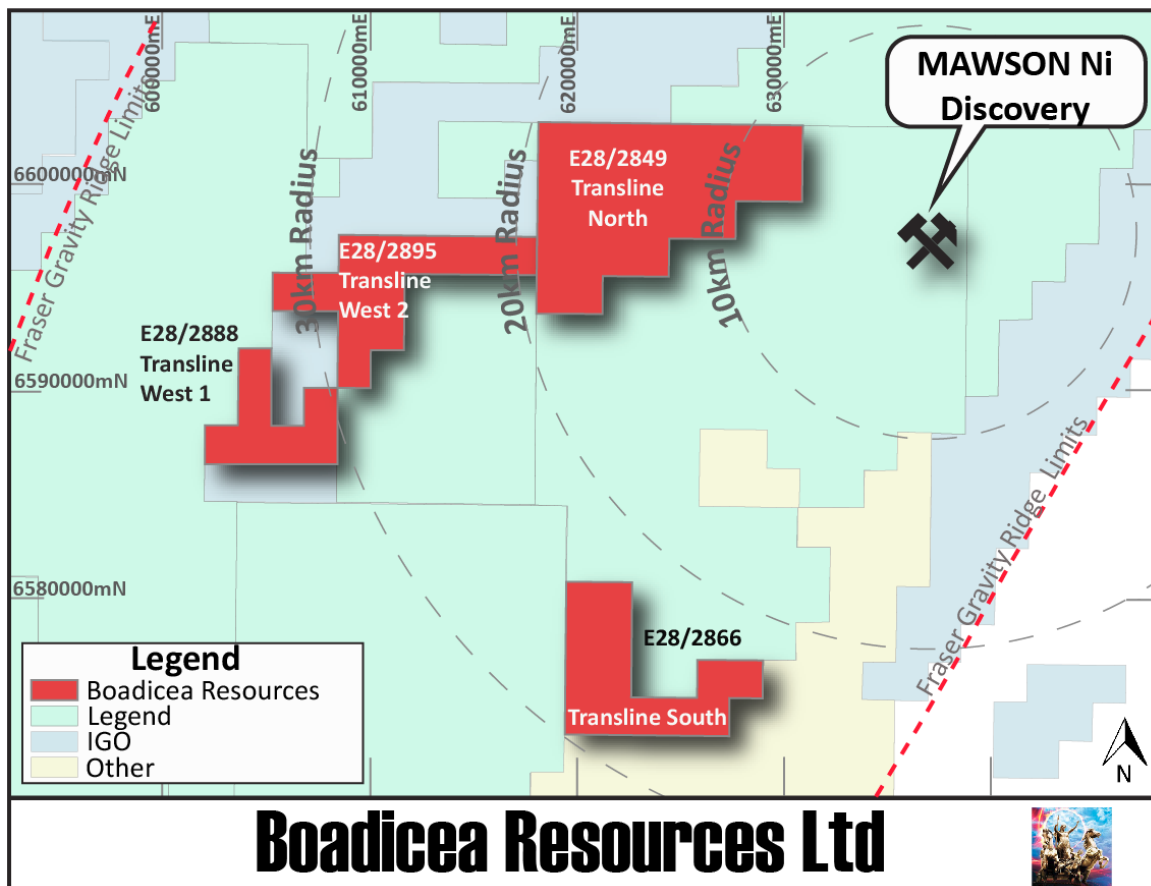 600000mE
610000mE
620000mE
630000mE
MAWSON Ni
Discovery
Fraser Gravity Ridge Limits
6600000mN
E28/2849
Transline
North
30km Radius
20km Radius
10km Radius
E28/2895
Transline
West 2
E28/2888
Transline
West 1
6590000mN
6580000mN
E28/2866
Transline South
Fraser Gravity Ridge Limits
Legend
Boadicea Resources
Legend
IGO
Other
N
Boadicea Resources Ltd